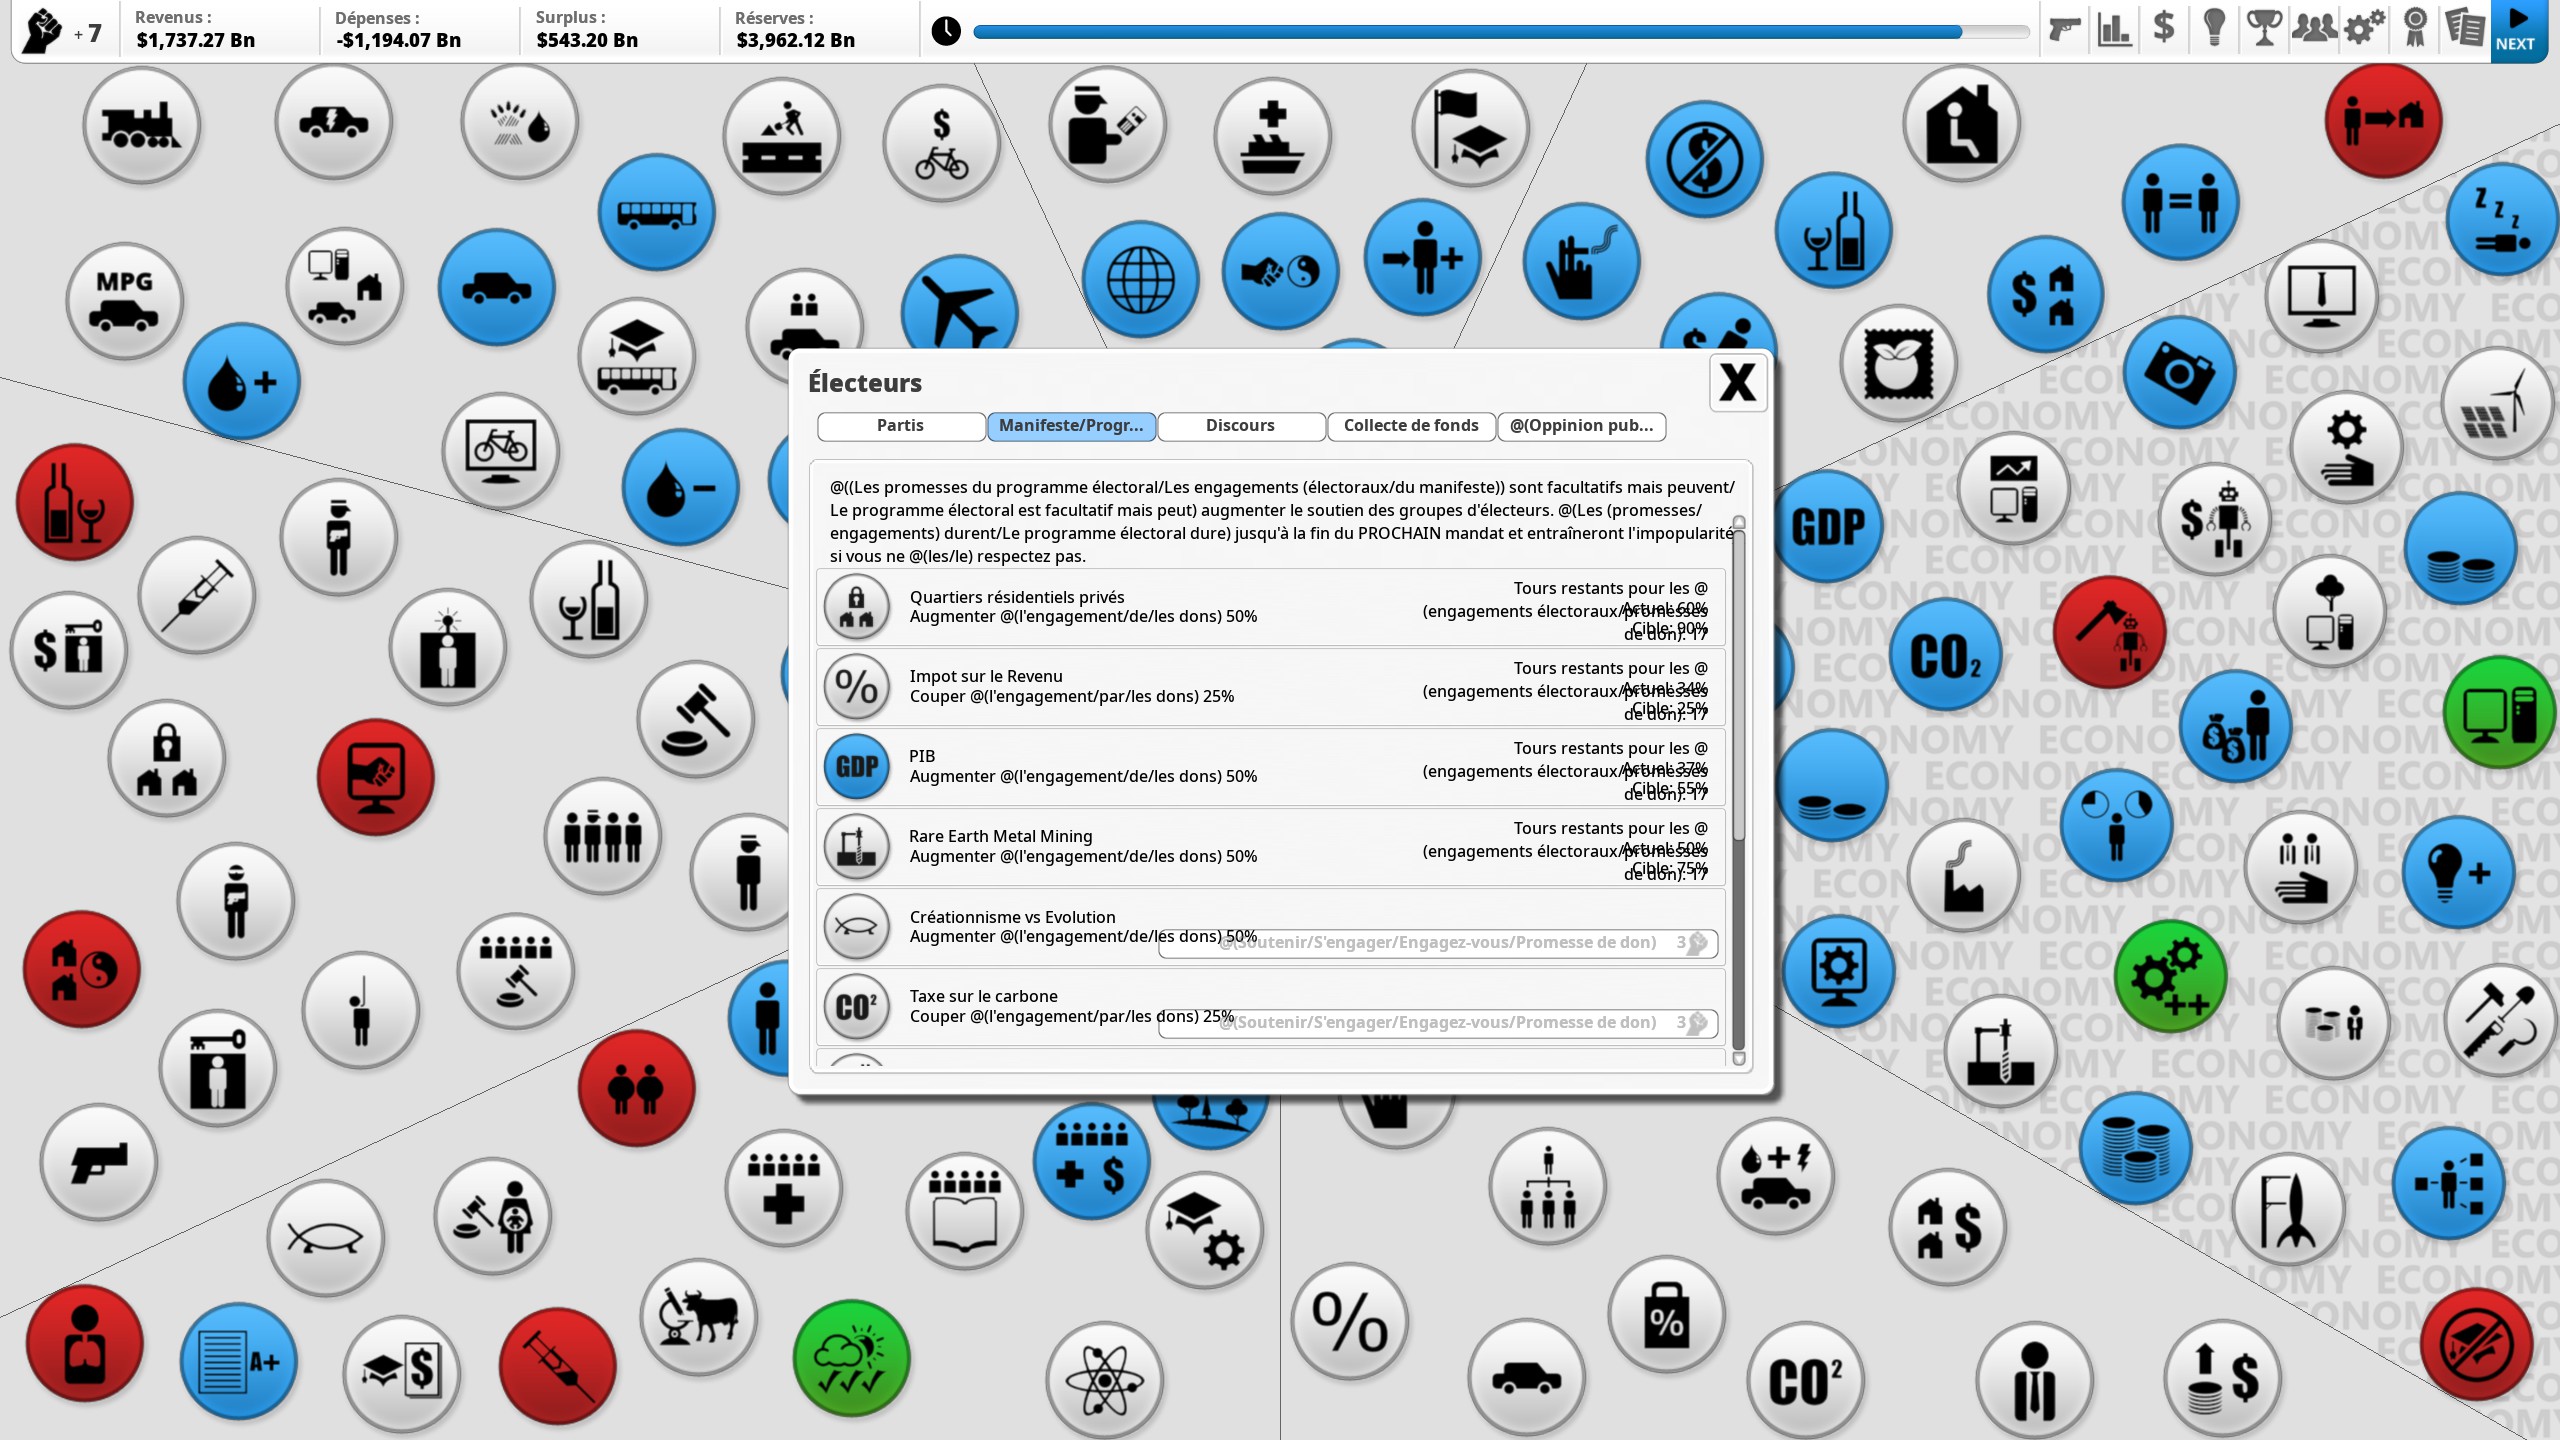 + 7
Revenus :
$1,737.27 Bn
Dépenses :
-$1,194.07 Bn
Surplus :
$543.20 Bn
Réserves :
$3,962.12 Bn
NEXT
MPG
GDP
CO₂
Électeurs
Partis
Manifeste/Progr...
Discours
Collecte de fonds
@(Oppinion pub...
@((Les promesses du programme électoral/Les engagements (électoraux/du manifeste)) sont facultatifs mais peuvent/
Le programme électoral est facultatif mais peut) augmenter le soutien des groupes d'électeurs. @(Les (promesses/
engagements) durent/Le programme électoral dure) jusqu'à la fin du PROCHAIN mandat et entraîneront l'impopularité
si vous ne @(les/le) respectez pas.
Quartiers résidentiels privés
Augmenter @(l'engagement/de/les dons) 50%
Tours restants pour les @
(engagements électoraux/promesses
de don): 17
Actuel: 60%
Cible: 90%
Impot sur le Revenu
Couper @(l'engagement/par/les dons) 25%
Tours restants pour les @
(engagements électoraux/promesses
de don): 17
Actuel: 34%
Cible: 25%
GDP
PIB
Augmenter @(l'engagement/de/les dons) 50%
Tours restants pour les @
(engagements électoraux/promesses
de don): 17
Actuel: 37%
Cible: 55%
Rare Earth Metal Mining
Augmenter @(l'engagement/de/les dons) 50%
Tours restants pour les @
(engagements électoraux/promesses
de don): 17
Actuel: 50%
Cible: 75%
Créationnisme vs Evolution
Augmenter @(l'engagement/de/les dons) 50%
@(Soutenir/S'engager/Engagez-vous/Promesse de don) 3
CO²
Taxe sur le carbone
Couper @(l'engagement/par/les dons) 25%
@(Soutenir/S'engager/Engagez-vous/Promesse de don) 3
A+
CO²
ECONOMY